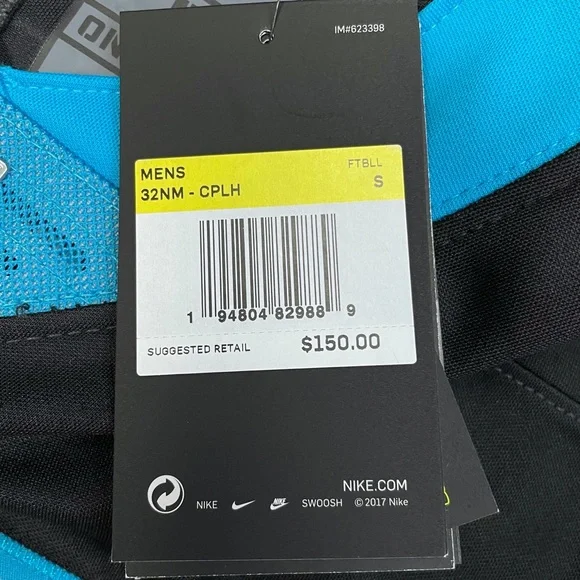 IM#623398
MENS FTBLL
32NM - CPLH S
1 94804 82988 9
SUGGESTED RETAIL $150.00
NIKE.COM
NIKE SWOOSH © 2017 Nike